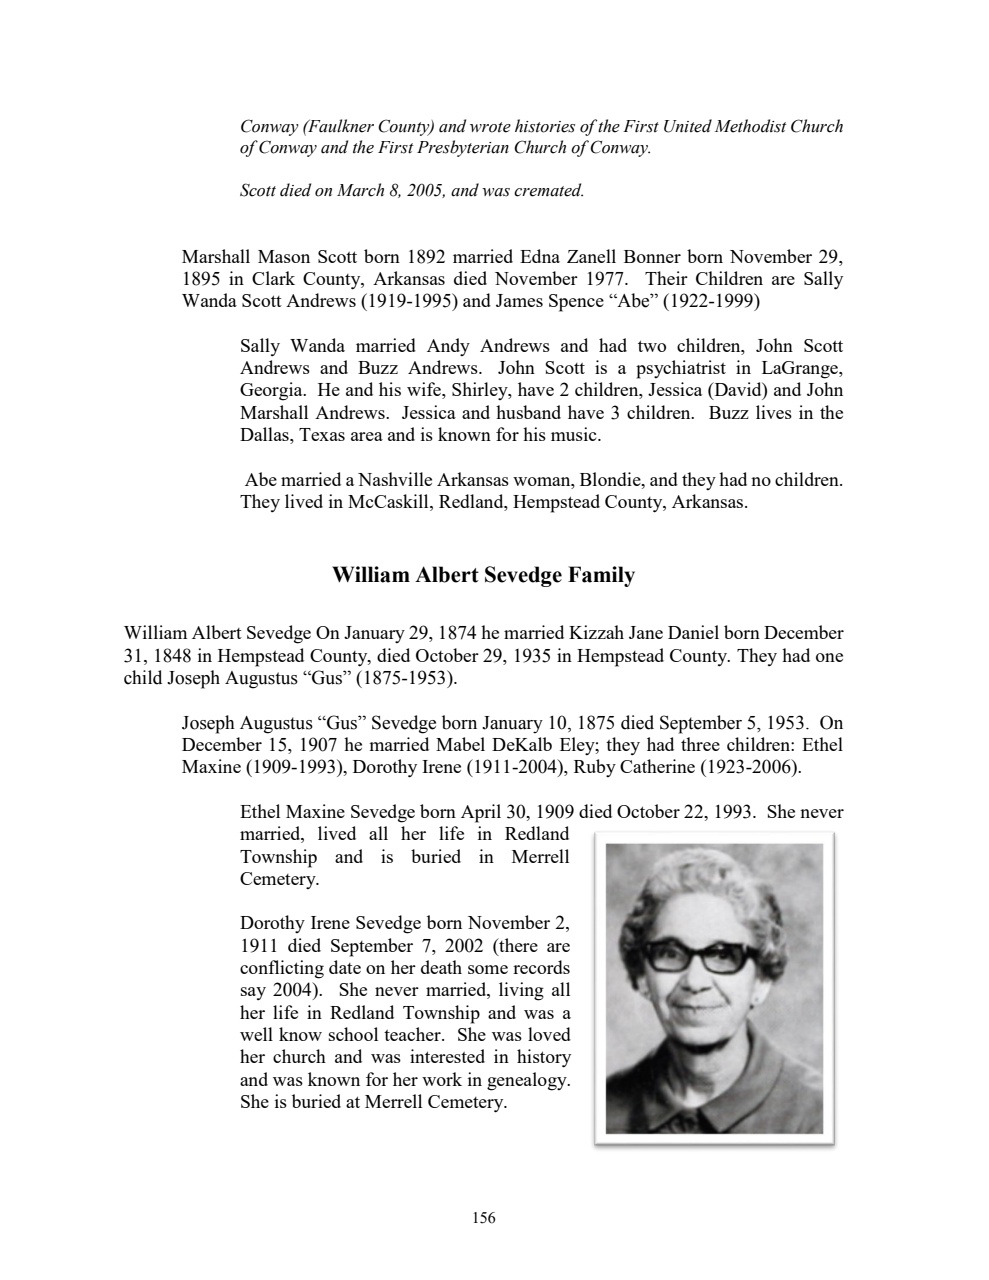 Conway (Faulkner County) and wrote histories of the First United Methodist Church
of Conway and the First Presbyterian Church of Conway.
Scott died on March 8, 2005, and was cremated.
Marshall Mason Scott born 1892 married Edna Zanell Bonner born November 29,
1895 in Clark County, Arkansas died November 1977.  Their Children are Sally
Wanda Scott Andrews (1919-1995) and James Spence “Abe” (1922-1999)
Sally Wanda married Andy Andrews and had two children, John Scott
Andrews and Buzz Andrews.  John Scott is a psychiatrist in LaGrange,
Georgia.  He and his wife, Shirley, have 2 children, Jessica (David) and John
Marshall Andrews.  Jessica and husband have 3 children.  Buzz lives in the
Dallas, Texas area and is known for his music.
Abe married a Nashville Arkansas woman, Blondie, and they had no children.
They lived in McCaskill, Redland, Hempstead County, Arkansas.
William Albert Sevedge Family
William Albert Sevedge On January 29, 1874 he married Kizzah Jane Daniel born December
31, 1848 in Hempstead County, died October 29, 1935 in Hempstead County. They had one
child Joseph Augustus “Gus” (1875-1953).
Joseph Augustus “Gus” Sevedge born January 10, 1875 died September 5, 1953.  On
December 15, 1907 he married Mabel DeKalb Eley; they had three children: Ethel
Maxine (1909-1993), Dorothy Irene (1911-2004), Ruby Catherine (1923-2006).
Ethel Maxine Sevedge born April 30, 1909 died October 22, 1993.  She never
married, lived all her life in Redland
Township and is buried in Merrell
Cemetery.
Dorothy Irene Sevedge born November 2,
1911 died September 7, 2002 (there are
conflicting date on her death some records
say 2004).  She never married, living all
her life in Redland Township and was a
well know school teacher.  She was loved
her church and was interested in history
and was known for her work in genealogy.
She is buried at Merrell Cemetery.
156